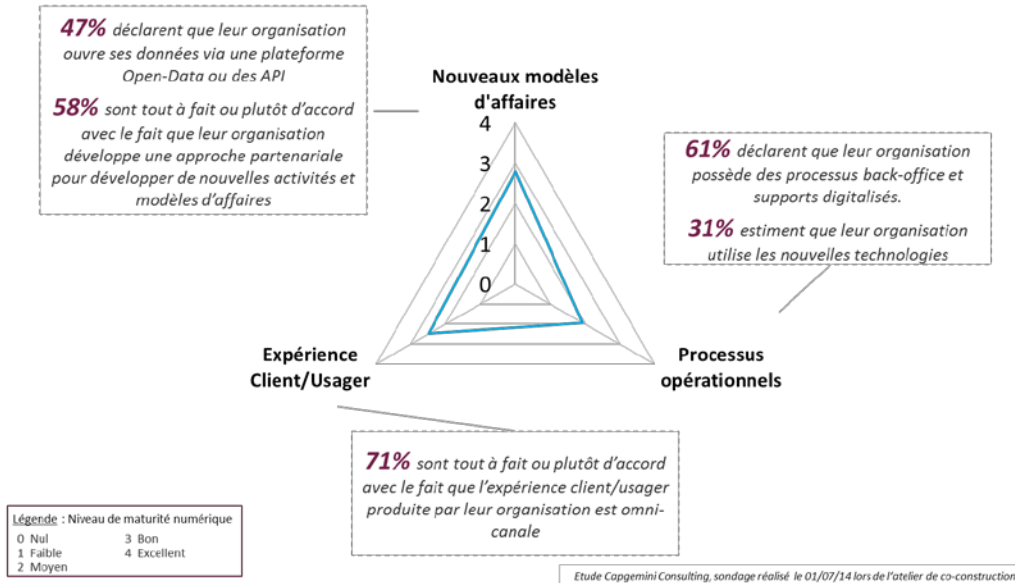 47% déclarent que leur organisation
ouvre ses données via une plateforme
Open-Data ou des API
58% sont tout à fait ou plutôt d'accord
avec le fait que leur organisation
développe une approche partenariale
pour développer de nouvelles activités et
modèles d'affaires
Nouveaux modèles
d'affaires
4
3
2
1
0
61% déclarent que leur organisation
possède des processus back-office et
supports digitalisés.
31% estiment que leur organisation
utilise les nouvelles technologies
Expérience
Client/Usager
Processus
opérationnels
71% sont tout à fait ou plutôt d'accord
avec le fait que l'expérience client/usager
produite par leur organisation est omni-
canale
Légende : Niveau de maturité numérique
0 Nul 3 Bon
1 Faible 4 Excellent
2 Moyen
Etude Capgemini Consulting, sondage réalisé le 01/07/14 lors de l'atelier de co-construction